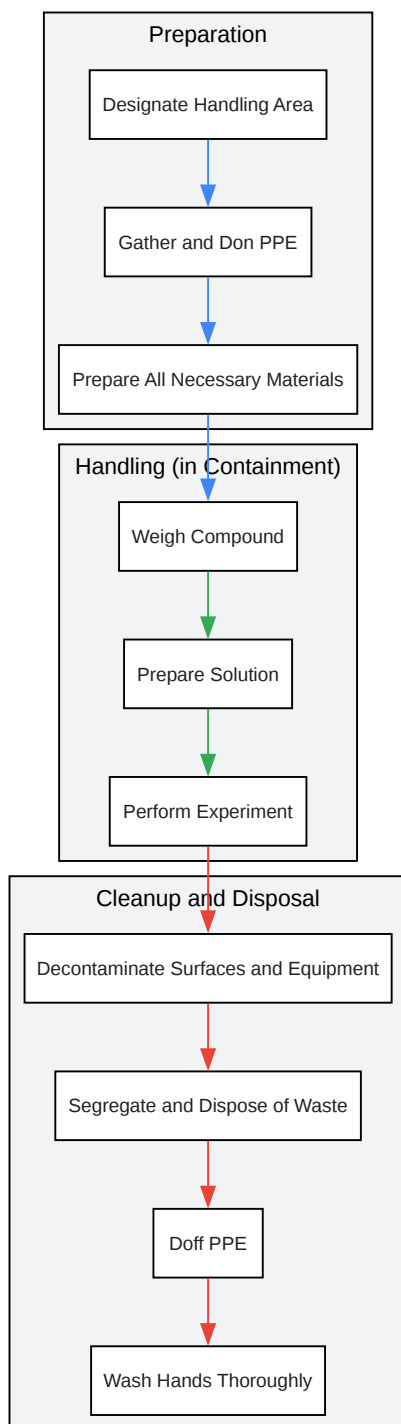 Preparation
Designate Handling Area
Gather and Don PPE
Prepare All Necessary Materials
Handling (in Containment)
Weigh Compound
Prepare Solution
Perform Experiment
Cleanup and Disposal
Decontaminate Surfaces and Equipment
Segregate and Dispose of Waste
Doff PPE
Wash Hands Thoroughly